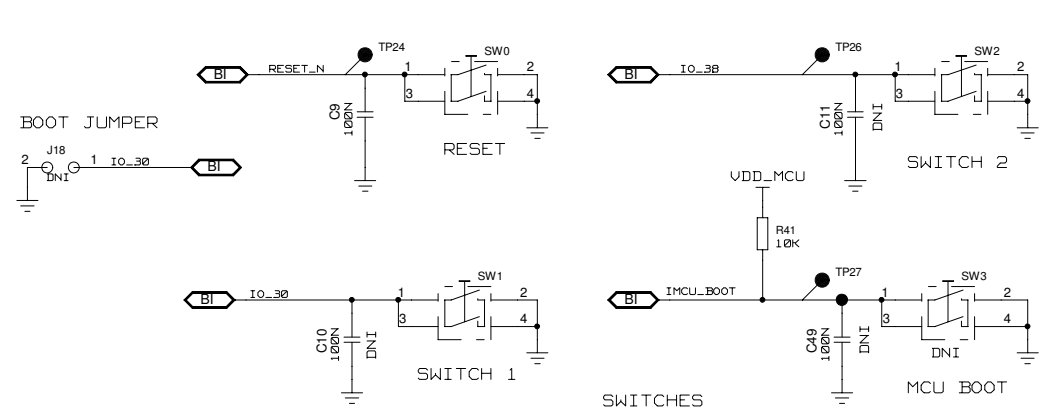 TP24
SW0
BI
RESET_N
1
2
3
4
C9
100N
RESET
BOOT JUMPER
J18
2
1
IO_30
BI
DNI
TP26
SW2
BI
IO_38
1
2
3
4
C11
100N
DNI
SWITCH 2
VDD_MCU
R41
10K
SW1
BI
IO_30
1
2
3
4
C10
100N
DNI
SWITCH 1
TP27
SW3
BI
IMCU_BOOT
1
2
3
4
C49
100N
DNI
DNI
MCU BOOT
SWITCHES